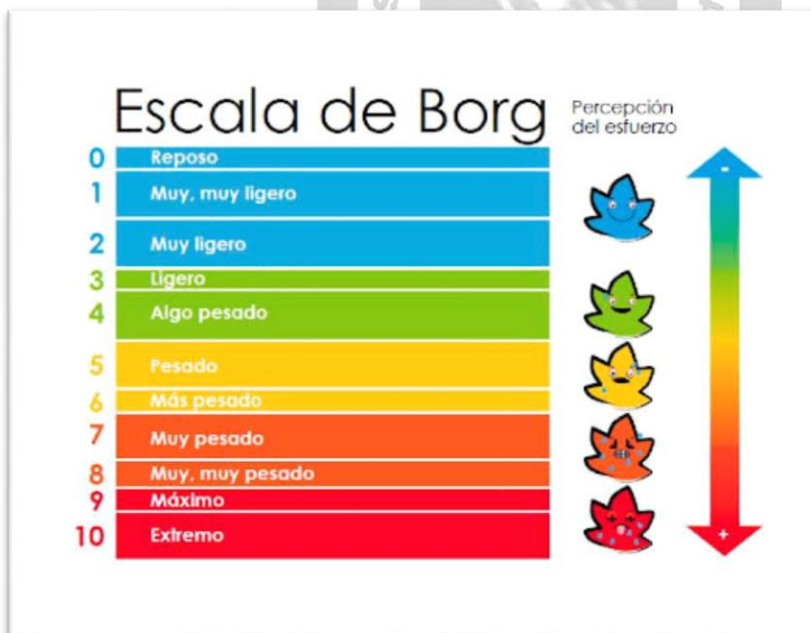 Escala de Borg
Percepción
del esfuerzo
0 Reposo
1 Muy, muy ligero
2 Muy ligero
3 Ligero
4 Algo pesado
5 Pesado
6 Más pesado
7 Muy pesado
8 Muy, muy pesado
9 Máximo
10 Extremo
-
+